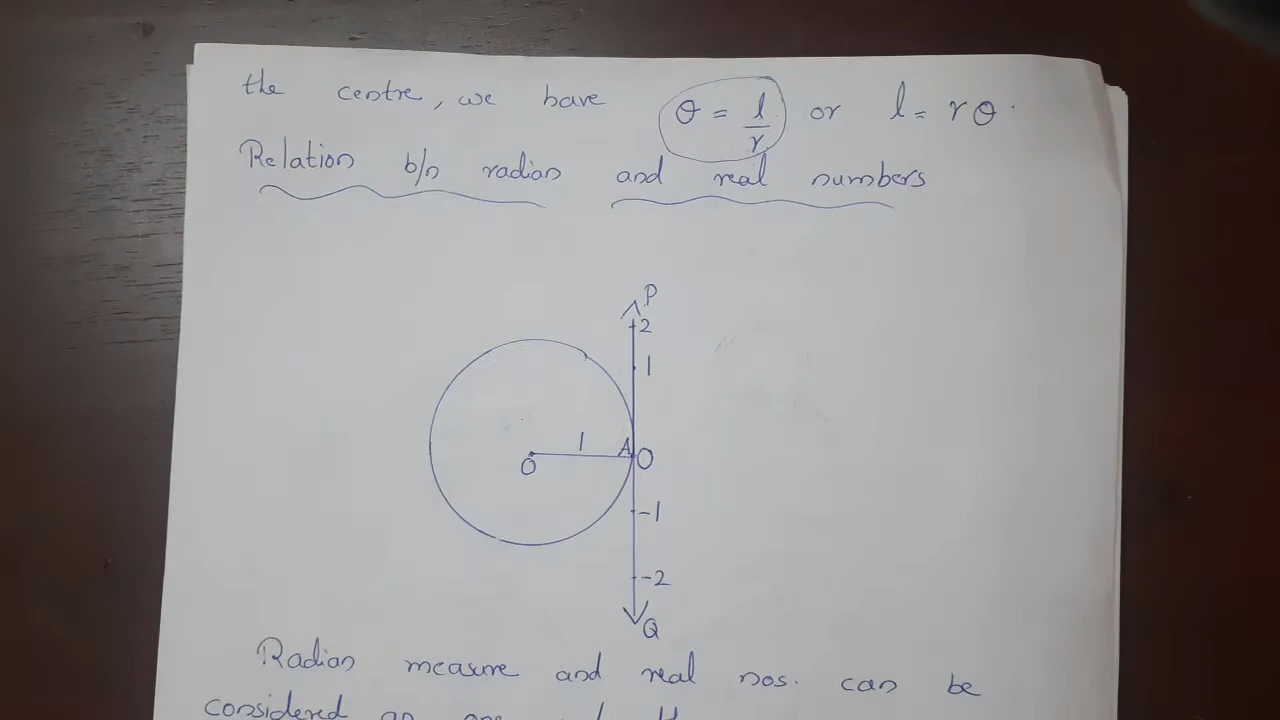 the centre, we have θ = l/r or l = rθ.
Relation b/n radian and real numbers
P
2
1
1
A
O
O
-1
-2
Q
Radian measure and real nos. can be
considered